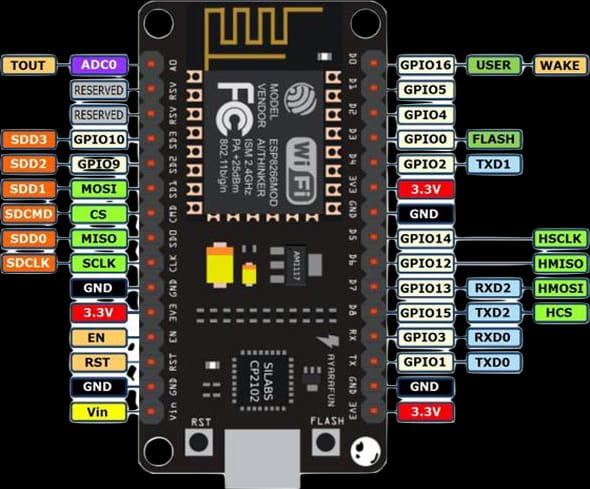 TOUT ADC0 A0 D0 GPIO16 USER WAKE
RESERVED RSV D1 GPIO5
RESERVED RSV D2 GPIO4
SDD3 GPIO10 SD3 D3 GPIO0 FLASH
SDD2 GPIO9 SD2 D4 GPIO2 TXD1
SDD1 MOSI SD1 3V3 3.3V
SDCMD CS CMD GND GND
SDD0 MISO SD0 D5 GPIO14 HSCLK
SDCLK SCLK CLK D6 GPIO12 HMISO
GND GND D7 GPIO13 RXD2 HMOSI
3.3V 3V3 D8 GPIO15 TXD2 HCS
EN EN RX GPIO3 RXD0
RST RST TX GPIO1 TXD0
GND GND GND GND
Vin Vin 3V3 3.3V
MODEL ESP8266MOD
VENDOR AITHINKER
ISM 2.4GHz
PA +25dBm
802.11b/g/n
FC
Wi Fi
AM1117
SILABS
CP2102
AYARAFUN
RST
FLASH